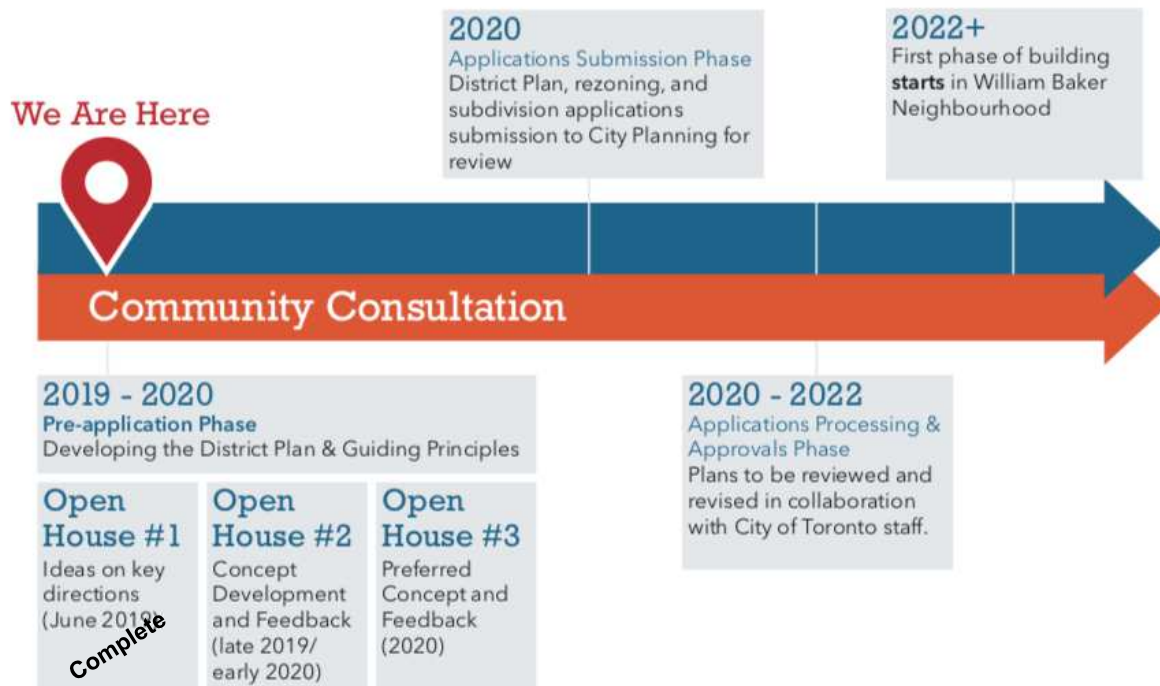 2020
Applications Submission Phase
District Plan, rezoning, and
subdivision applications
submission to City Planning for
review
2022+
First phase of building
starts in William Baker
Neighbourhood
We Are Here
Community Consultation
2019 - 2020
Pre-application Phase
Developing the District Plan & Guiding Principles
Open
House #1
Ideas on key
directions
(June 2019)
Complete
Open
House #2
Concept
Development
and Feedback
(late 2019/
early 2020)
Open
House #3
Preferred
Concept and
Feedback
(2020)
2020 - 2022
Applications Processing &
Approvals Phase
Plans to be reviewed and
revised in collaboration
with City of Toronto staff.